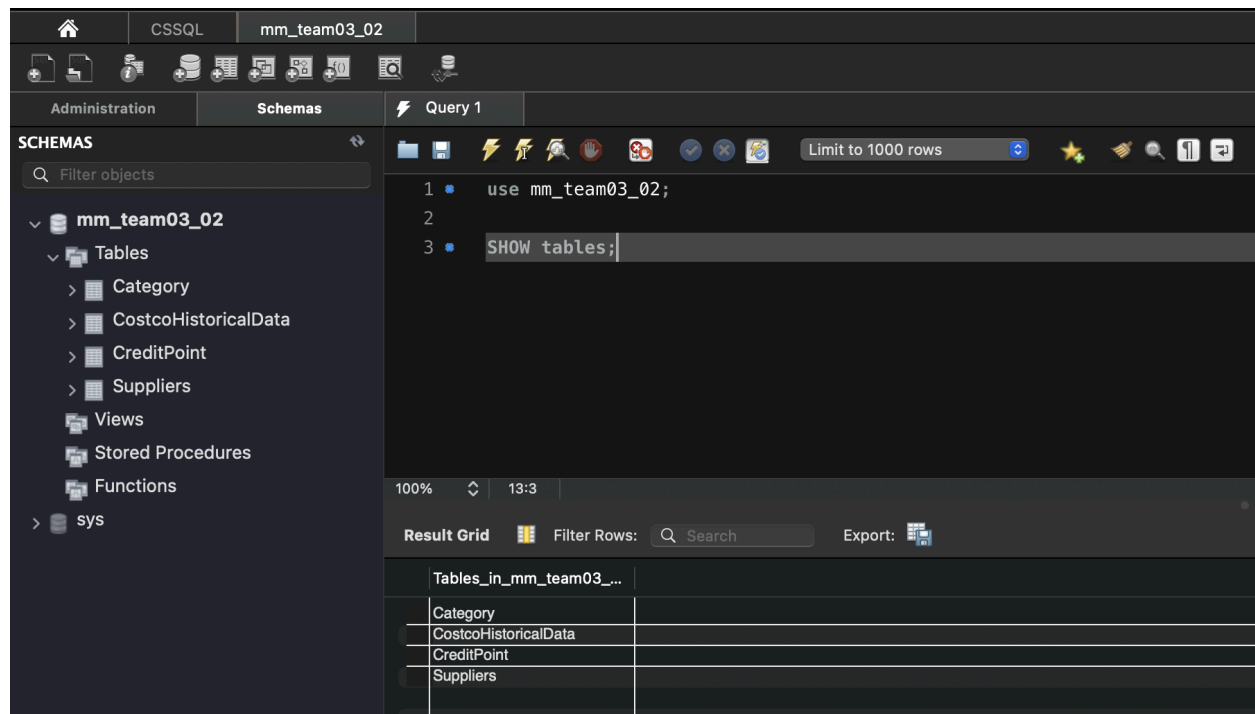 CSSQL mm_team03_02
Administration Schemas Query 1
SCHEMAS
Filter objects
Limit to 1000 rows
mm_team03_02
Tables
Category
CostcoHistoricalData
CreditPoint
Suppliers
Views
Stored Procedures
Functions
sys
1 use mm_team03_02;
2
3 SHOW tables;
100% 13:3
Result Grid Filter Rows: Search Export:
Tables_in_mm_team03_...
Category
CostcoHistoricalData
CreditPoint
Suppliers